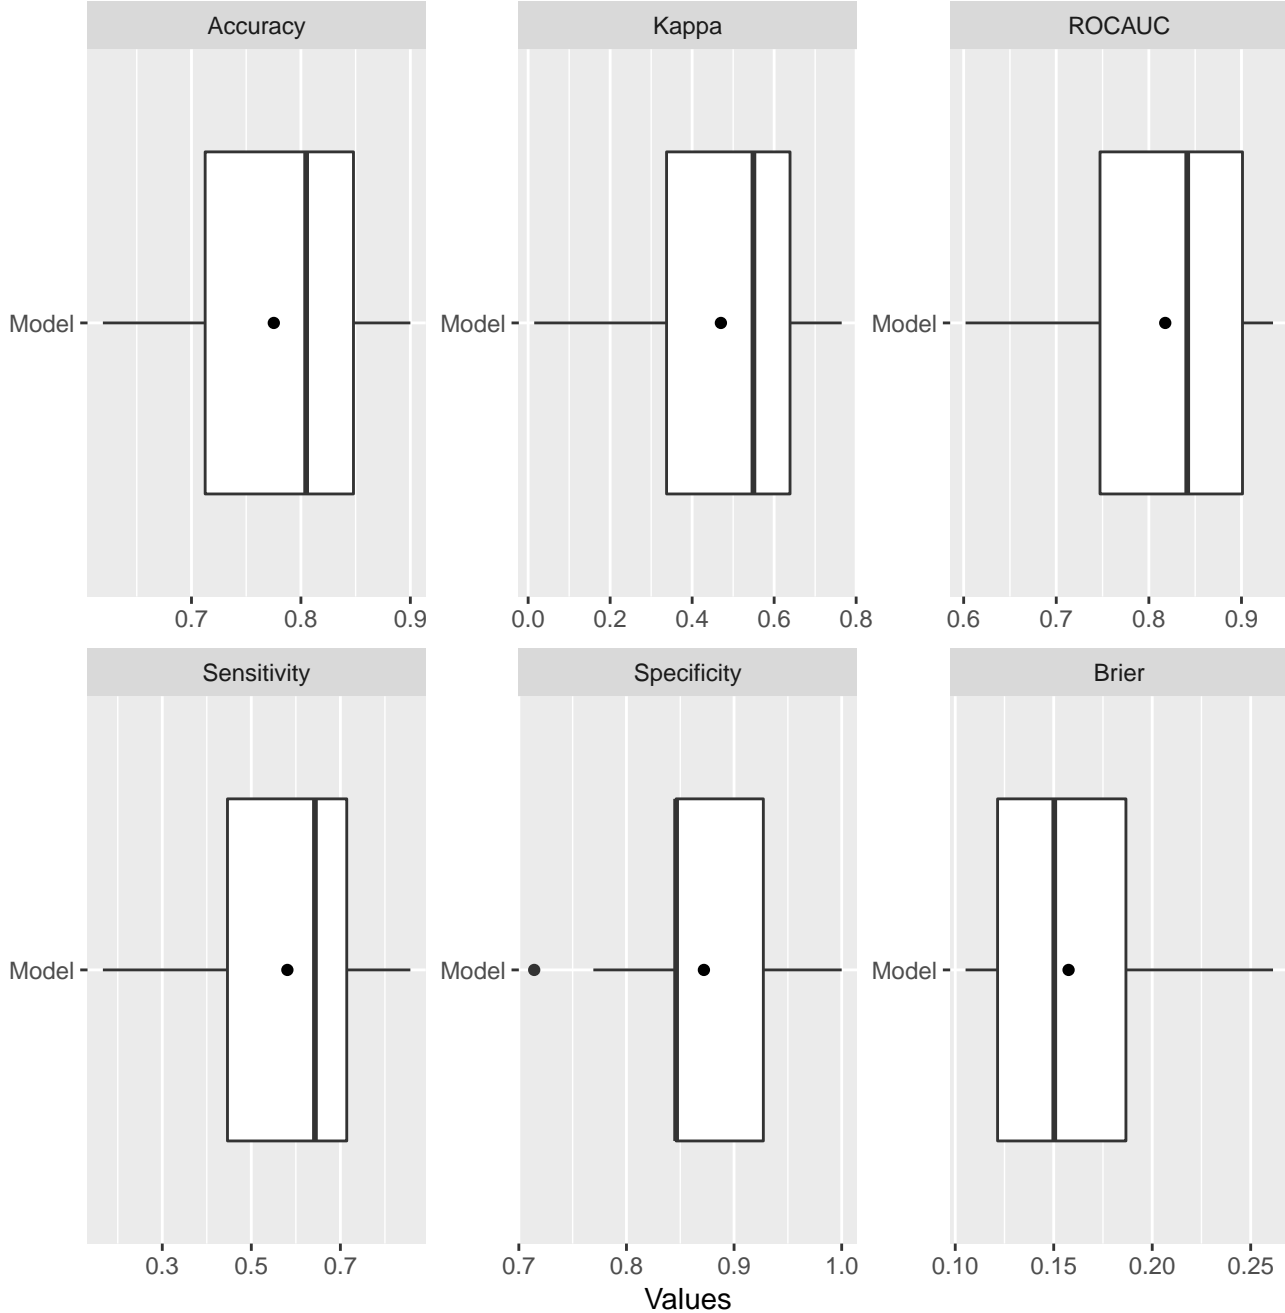 Accuracy Kappa ROCAUC
Model Model Model
0.7 0.8 0.9 0.0 0.2 0.4 0.6 0.8 0.6 0.7 0.8 0.9
Sensitivity Specificity Brier
Model Model Model
0.3 0.5 0.7 0.7 0.8 0.9 1.0 0.10 0.15 0.20 0.25
Values